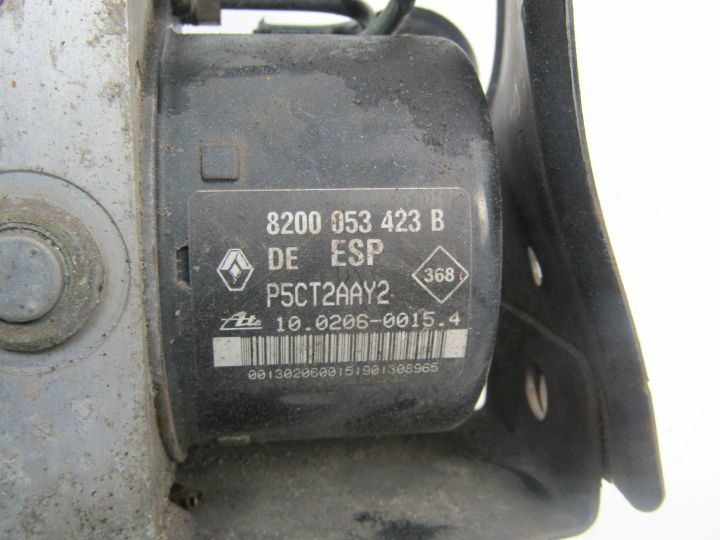 8200 053 423 B
DE ESP
368
P5CT2AAY2
Ate 10.0206-0015.4
0013020600151901308965